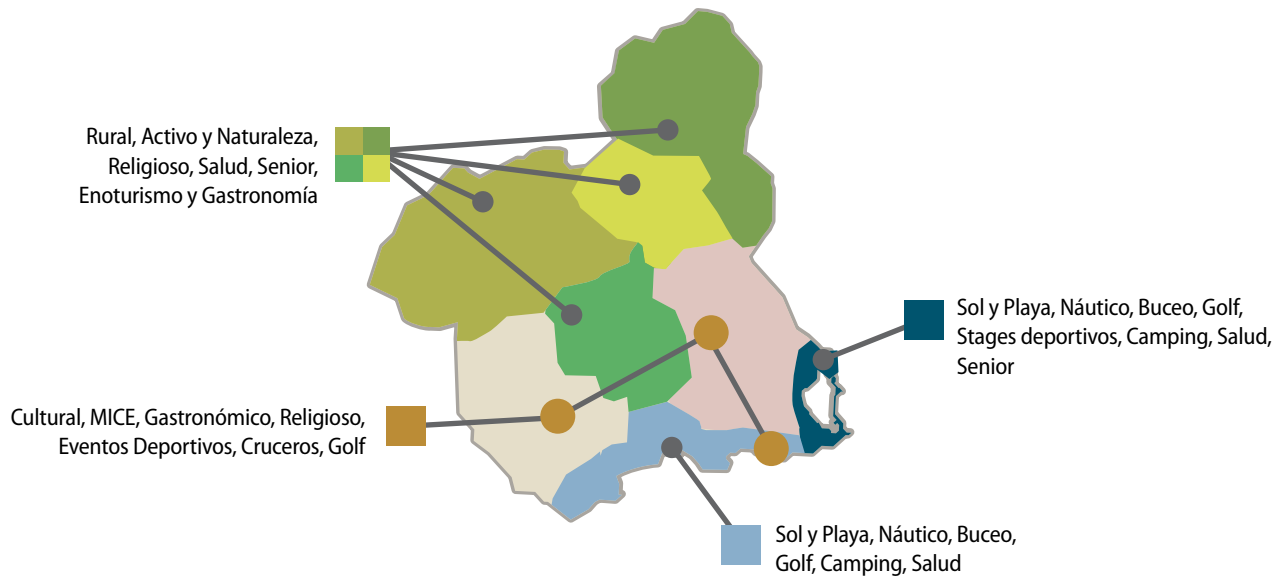 Rural, Activo y Naturaleza,
Religioso, Salud, Senior,
Enoturismo y Gastronomía
Sol y Playa, Náutico, Buceo, Golf,
Stages deportivos, Camping, Salud,
Senior
Cultural, MICE, Gastronómico, Religioso,
Eventos Deportivos, Cruceros, Golf
Sol y Playa, Náutico, Buceo,
Golf, Camping, Salud